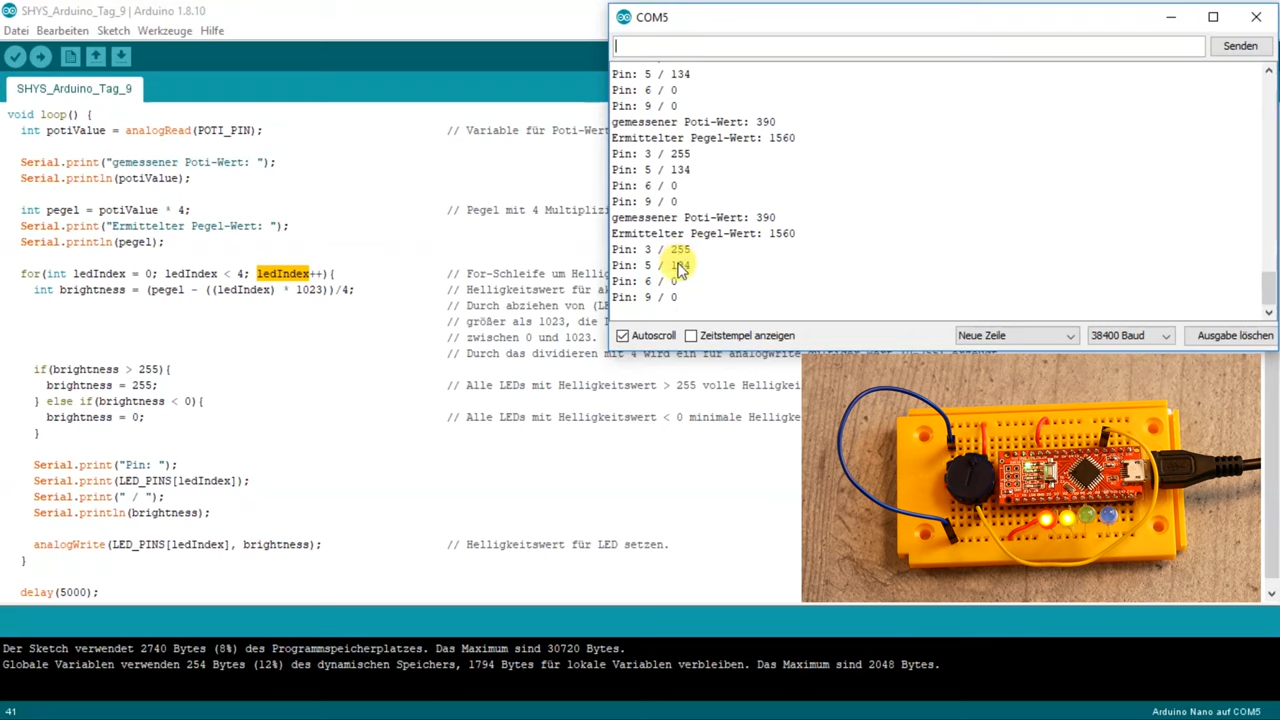 SHYS_Arduino_Tag_9 | Arduino 1.8.10
Datei Bearbeiten Sketch Werkzeuge Hilfe
SHYS_Arduino_Tag_9
void loop() {
int potiValue = analogRead(POTI_PIN); // Variable für Poti-Wert
Serial.print("gemessener Poti-Wert: ");
Serial.println(potiValue);
int pegel = potiValue * 4; // Pegel mit 4 Multiplizi
Serial.print("Ermittelter Pegel-Wert: ");
Serial.println(pegel);
for(int ledIndex = 0; ledIndex < 4; ledIndex++){ // For-Schleife um Hellig
int brightness = (pegel - ((ledIndex) * 1023))/4; // Helligkeitswert für ak
// Durch abziehen von (LE
// größer als 1023, die D
// zwischen 0 und 1023.
// Durch das dividieren mit 4 wird ein für analogWrite
if(brightness > 255){
brightness = 255; // Alle LEDs mit Helligkeitswert > 255 volle Helligkei
} else if(brightness < 0){
brightness = 0; // Alle LEDs mit Helligkeitswert < 0 minimale Helligk
}
Serial.print("Pin: ");
Serial.print(LED_PINS[ledIndex]);
Serial.print(" / ");
Serial.println(brightness);
analogWrite(LED_PINS[ledIndex], brightness); // Helligkeitswert für LED setzen.
}
delay(5000);
COM5
Senden
Pin: 5 / 134
Pin: 6 / 0
Pin: 9 / 0
gemessener Poti-Wert: 390
Ermittelter Pegel-Wert: 1560
Pin: 3 / 255
Pin: 5 / 134
Pin: 6 / 0
Pin: 9 / 0
gemessener Poti-Wert: 390
Ermittelter Pegel-Wert: 1560
Pin: 3 / 255
Pin: 5 / 134
Pin: 6 / 0
Pin: 9 / 0
Autoscroll Zeitstempel anzeigen Neue Zeile 38400 Baud Ausgabe löschen
Der Sketch verwendet 2740 Bytes (8%) des Programmspeicherplatzes. Das Maximum sind 30720 Bytes.
Globale Variablen verwenden 254 Bytes (12%) des dynamischen Speichers, 1794 Bytes für lokale Variablen verbleiben. Das Maximum sind 2048 Bytes.
41 Arduino Nano auf COM5